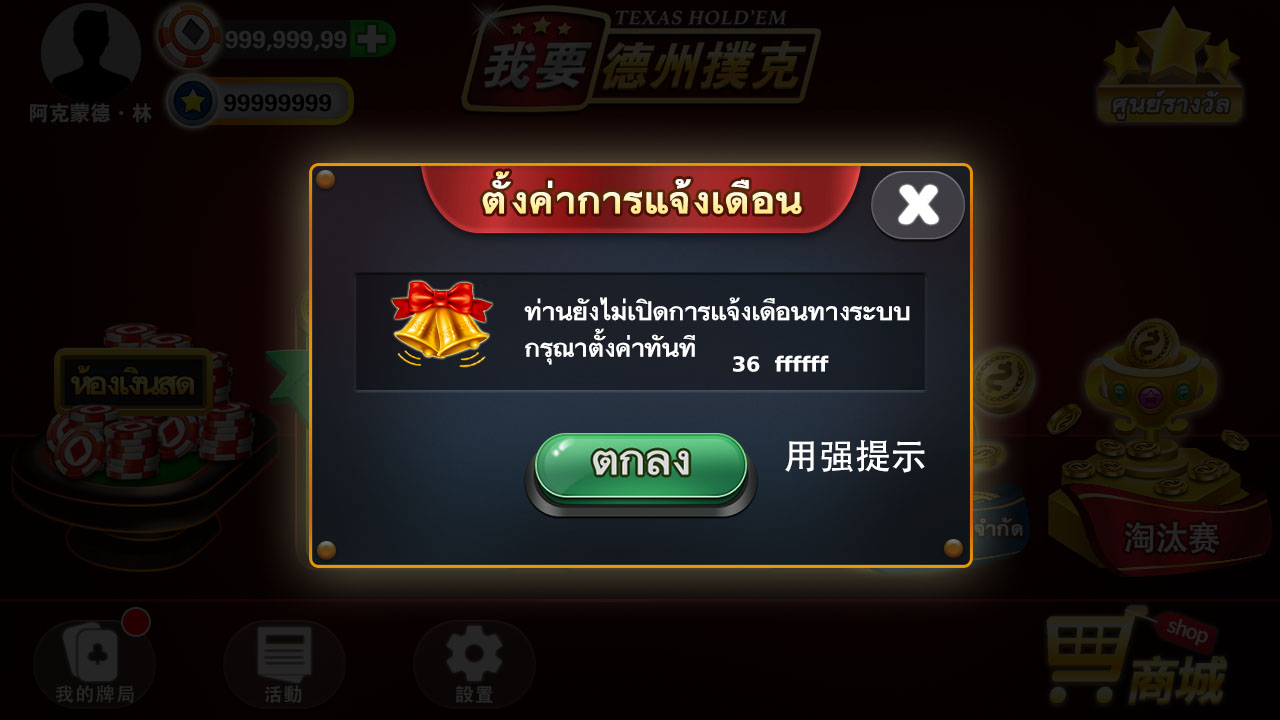 TEXAS HOLD'EM
我要德州撲克
999,999,99
阿克蒙德·林
99999999
ศูนย์รางวัล
ตั้งค่าการแจ้งเดือน
ท่านยังไม่เปิดการแจ้งเดือนทางระบบ
กรุณาตั้งค่าทันที
36 ffffff
ห้องเงินสด
ตกลง
用强提示
จำกัด
淘汰赛
我的牌局
活動
設置
shop
商城